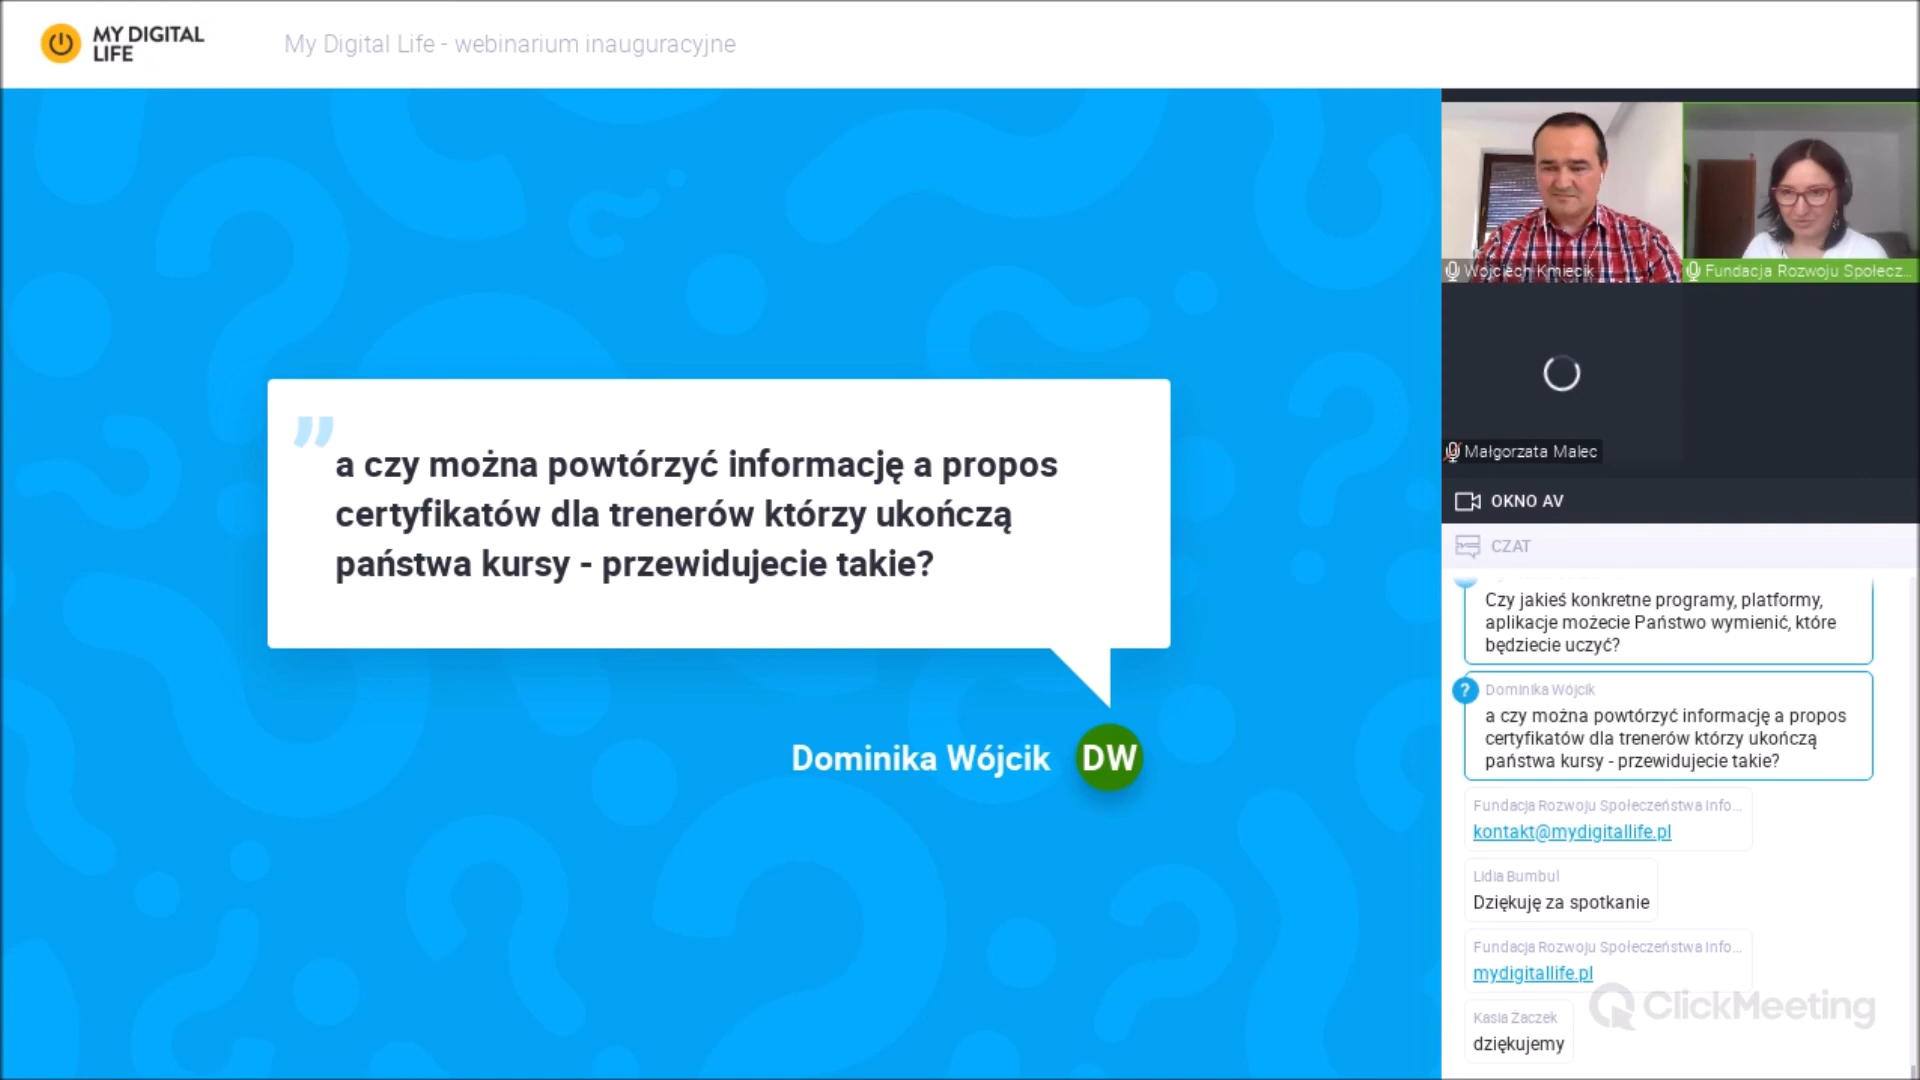 MY DIGITAL
LIFE
My Digital Life - webinarium inauguracyjne
a czy można powtórzyć informację a propos
certyfikatów dla trenerów którzy ukończą
państwa kursy - przewidujecie takie?
Dominika Wójcik
DW
Wojciech Kmiecik
Fundacja Rozwoju Społecz...
Małgorzata Malec
OKNO AV
CZAT
Czy jakieś konkretne programy, platformy,
aplikacje możecie Państwo wymienić, które
będziecie uczyć?
?
Dominika Wójcik
a czy można powtórzyć informację a propos
certyfikatów dla trenerów którzy ukończą
państwa kursy - przewidujecie takie?
Fundacja Rozwoju Społeczeństwa Info...
kontakt@mydigitallife.pl
Lidia Bumbul
Dziękuję za spotkanie
Fundacja Rozwoju Społeczeństwa Info...
mydigitallife.pl
ClickMeeting
Kasia Żaczek
dziękujemy